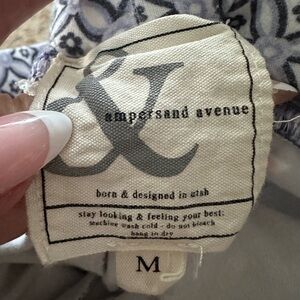 &
ampersand avenue
born & designed in utah
stay looking & feeling your best:
machine wash cold - do not bleach
hang in dry
M